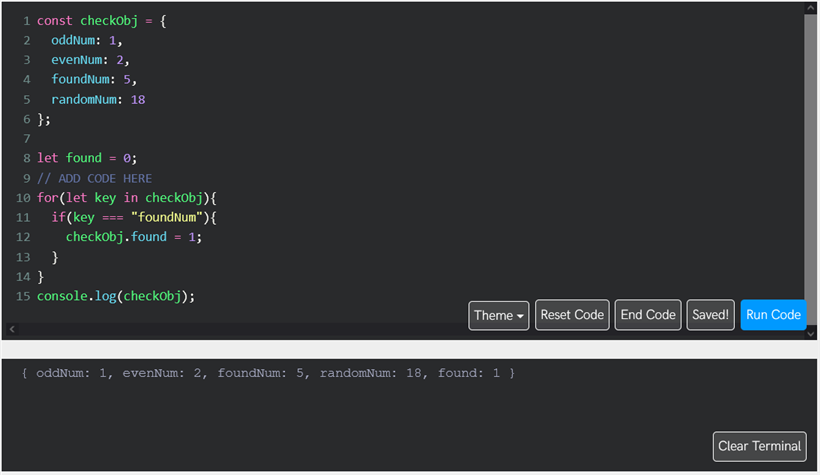 1 const checkObj = {
2   oddNum: 1,
3   evenNum: 2,
4   foundNum: 5,
5   randomNum: 18
6 };
7
8 let found = 0;
9 // ADD CODE HERE
10 for(let key in checkObj){
11   if(key === "foundNum"){
12     checkObj.found = 1;
13   }
14 }
15 console.log(checkObj);
Theme Reset Code End Code Saved! Run Code
{ oddNum: 1, evenNum: 2, foundNum: 5, randomNum: 18, found: 1 }
Clear Terminal